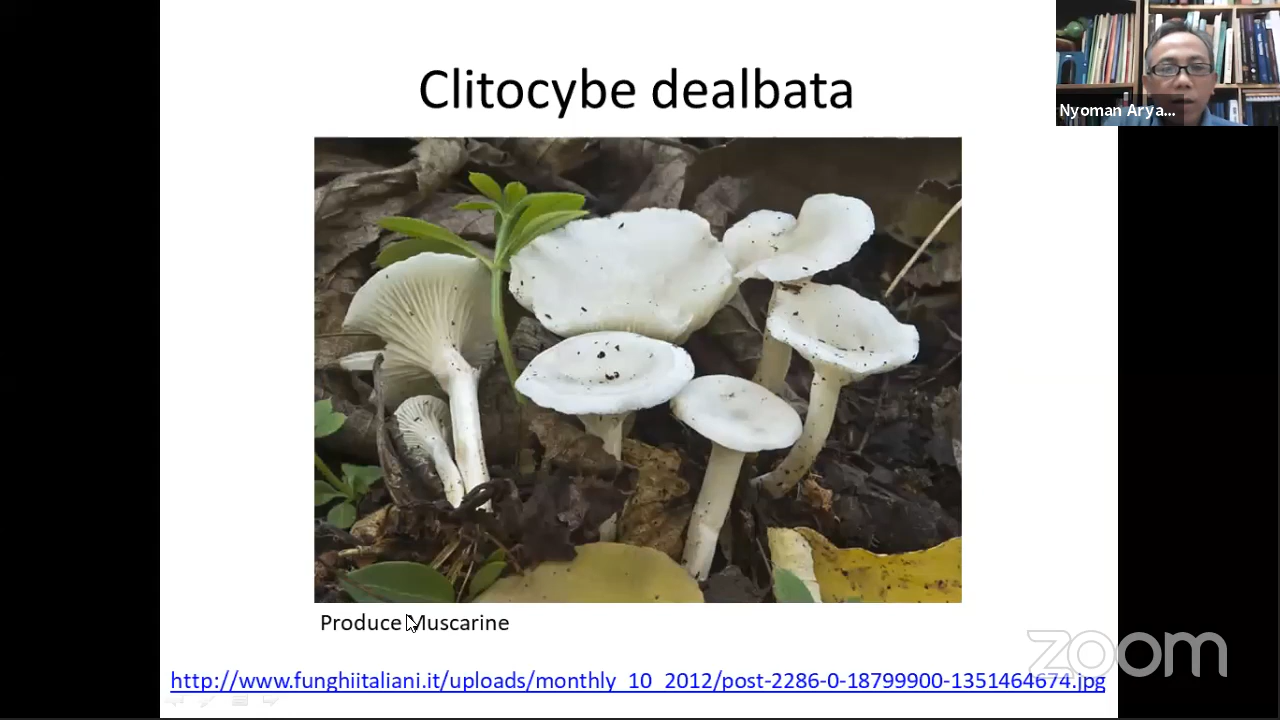 Clitocybe dealbata
Nyoman Arya...
Produce Muscarine
http://www.funghiitaliani.it/uploads/monthly_10_2012/post-2286-0-18799900-1351464674.jpg
zoom